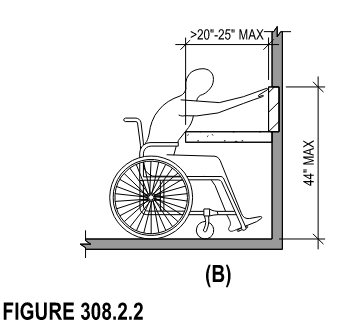 >20"-25" MAX
44" MAX
(B)
FIGURE 308.2.2